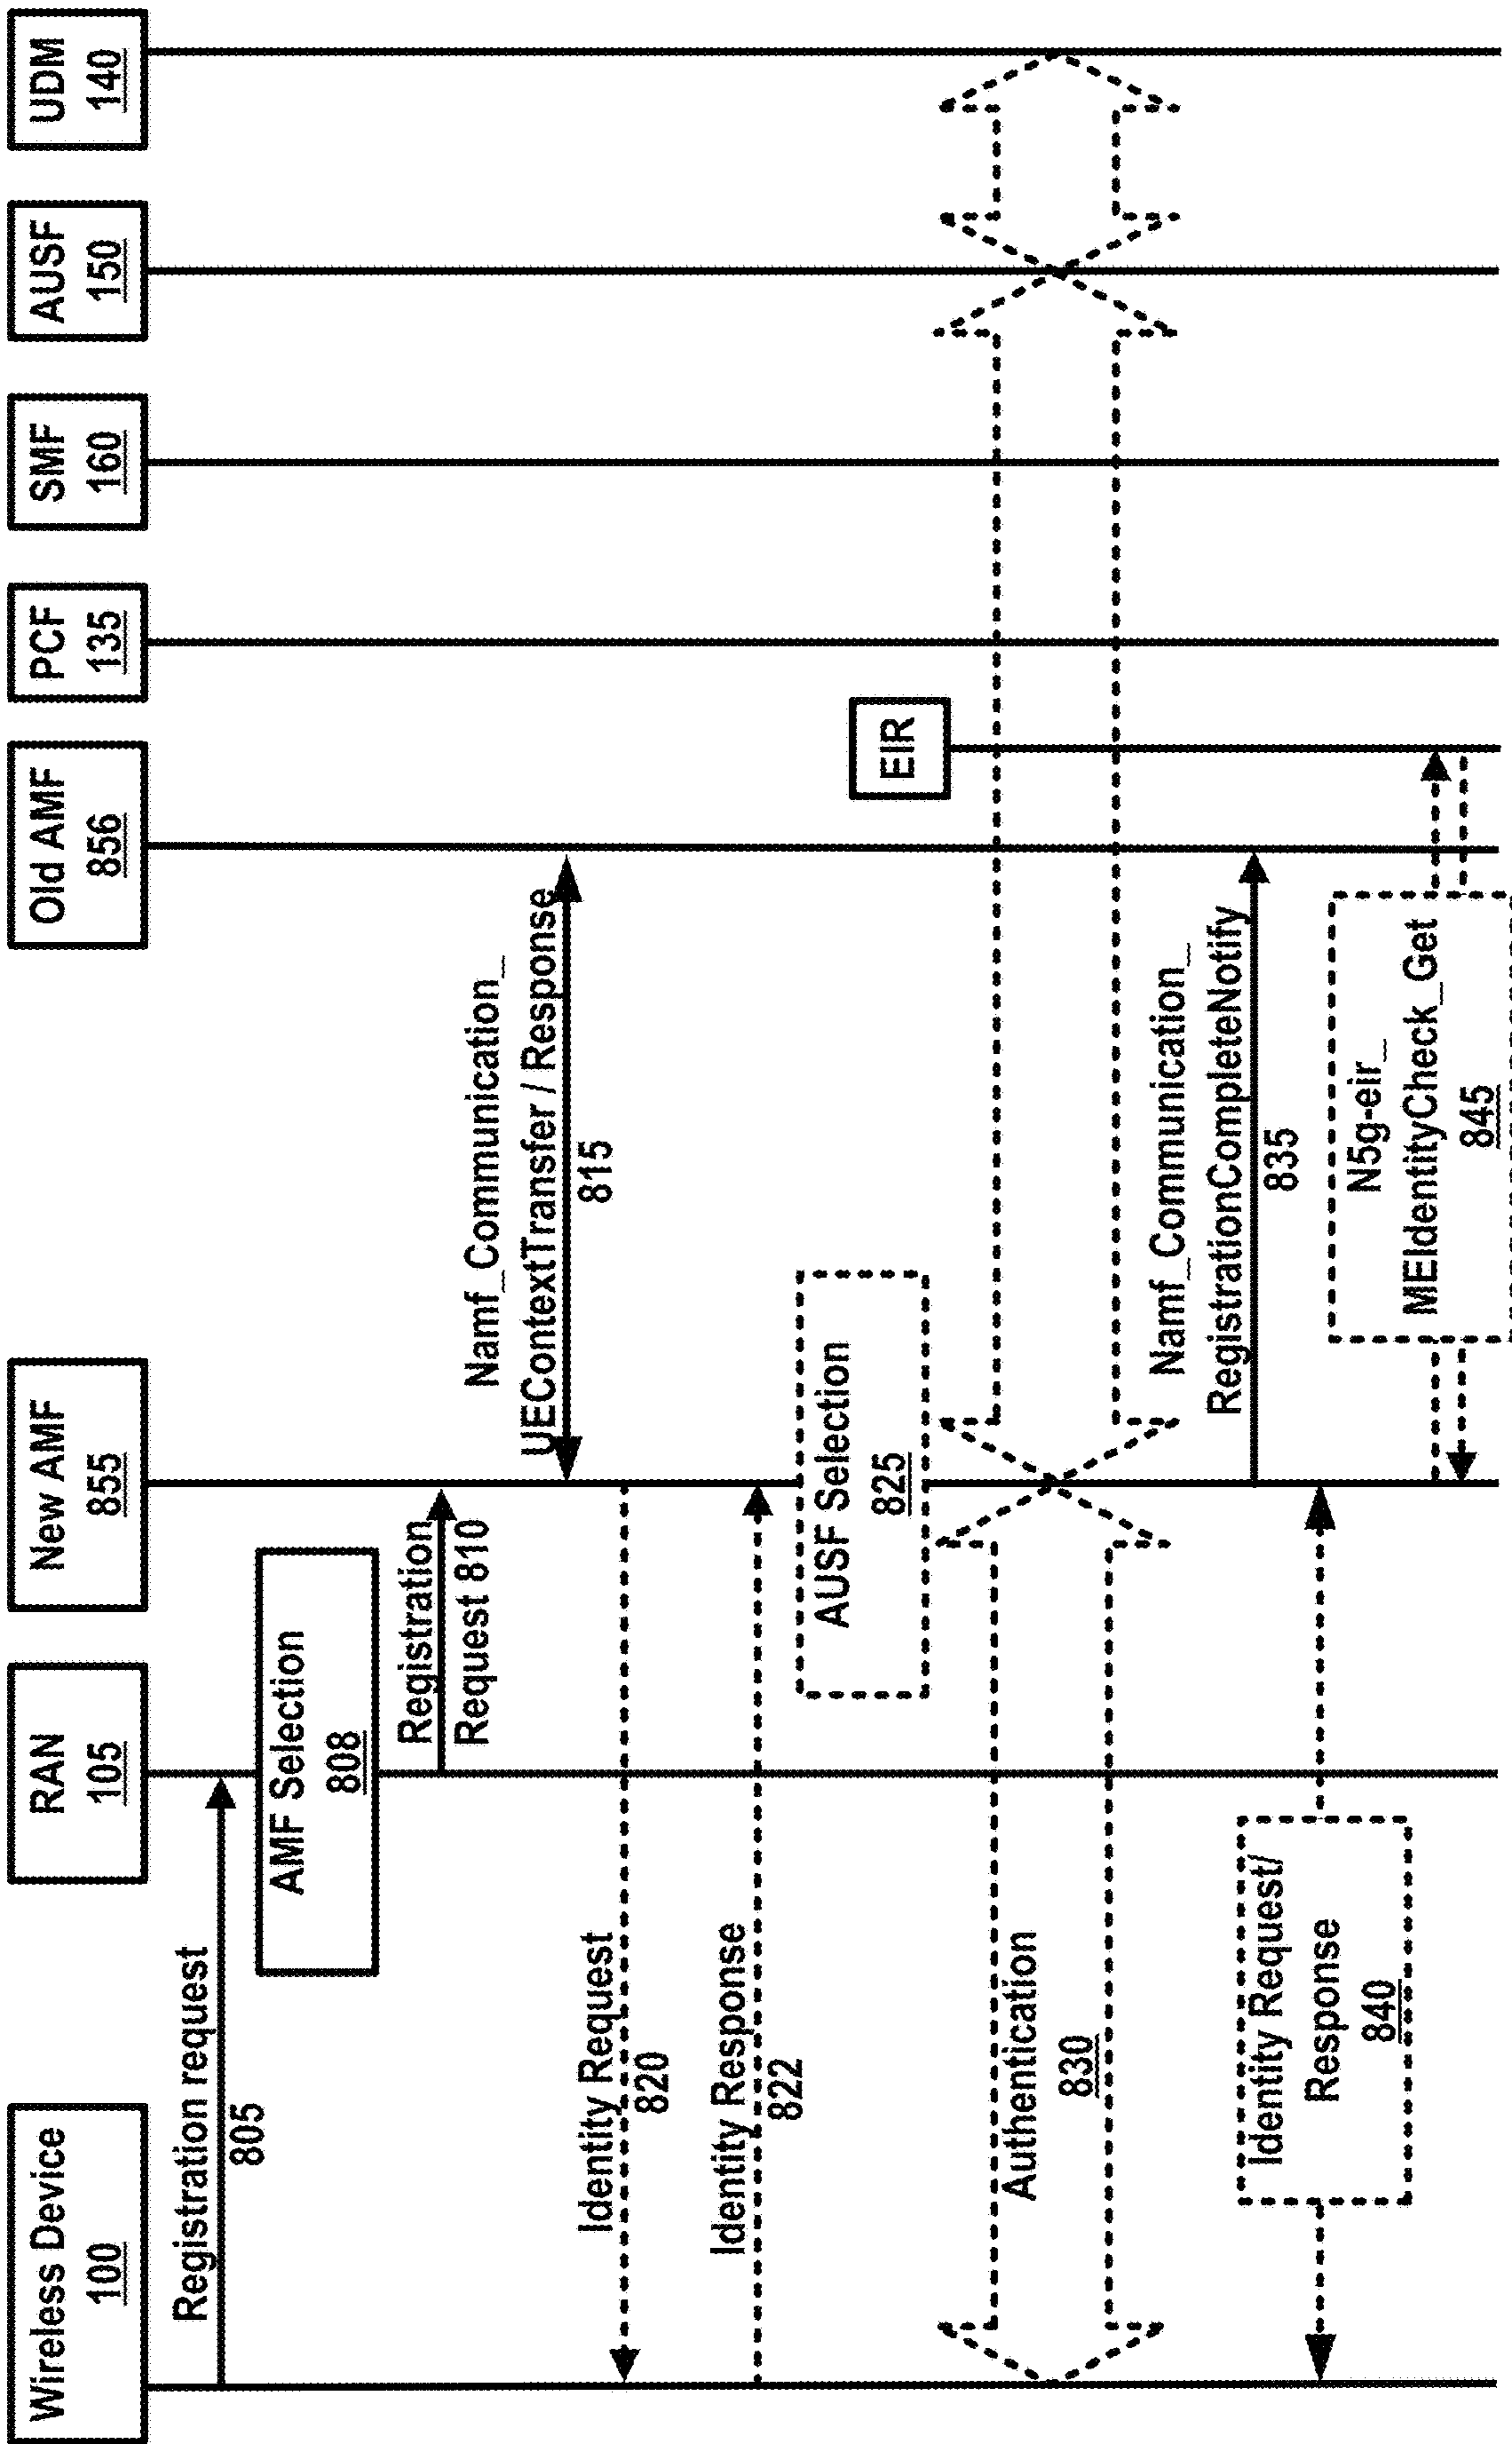 Wireless Device
100
RAN
105
New AMF
855
Old AMF
856
PCF
135
SMF
160
AUSF
150
UDM
140
Registration request
805
AMF Selection
808
Registration
Request 810
Namf_Communication_
UEContextTransfer / Response
815
Identity Request
820
Identity Response
822
AUSF Selection
825
EIR
Authentication
830
Namf_Communication_
RegistrationCompleteNotify
835
Identity Request/
Response
840
N5g-eir_
MEIdentityCheck_Get
845